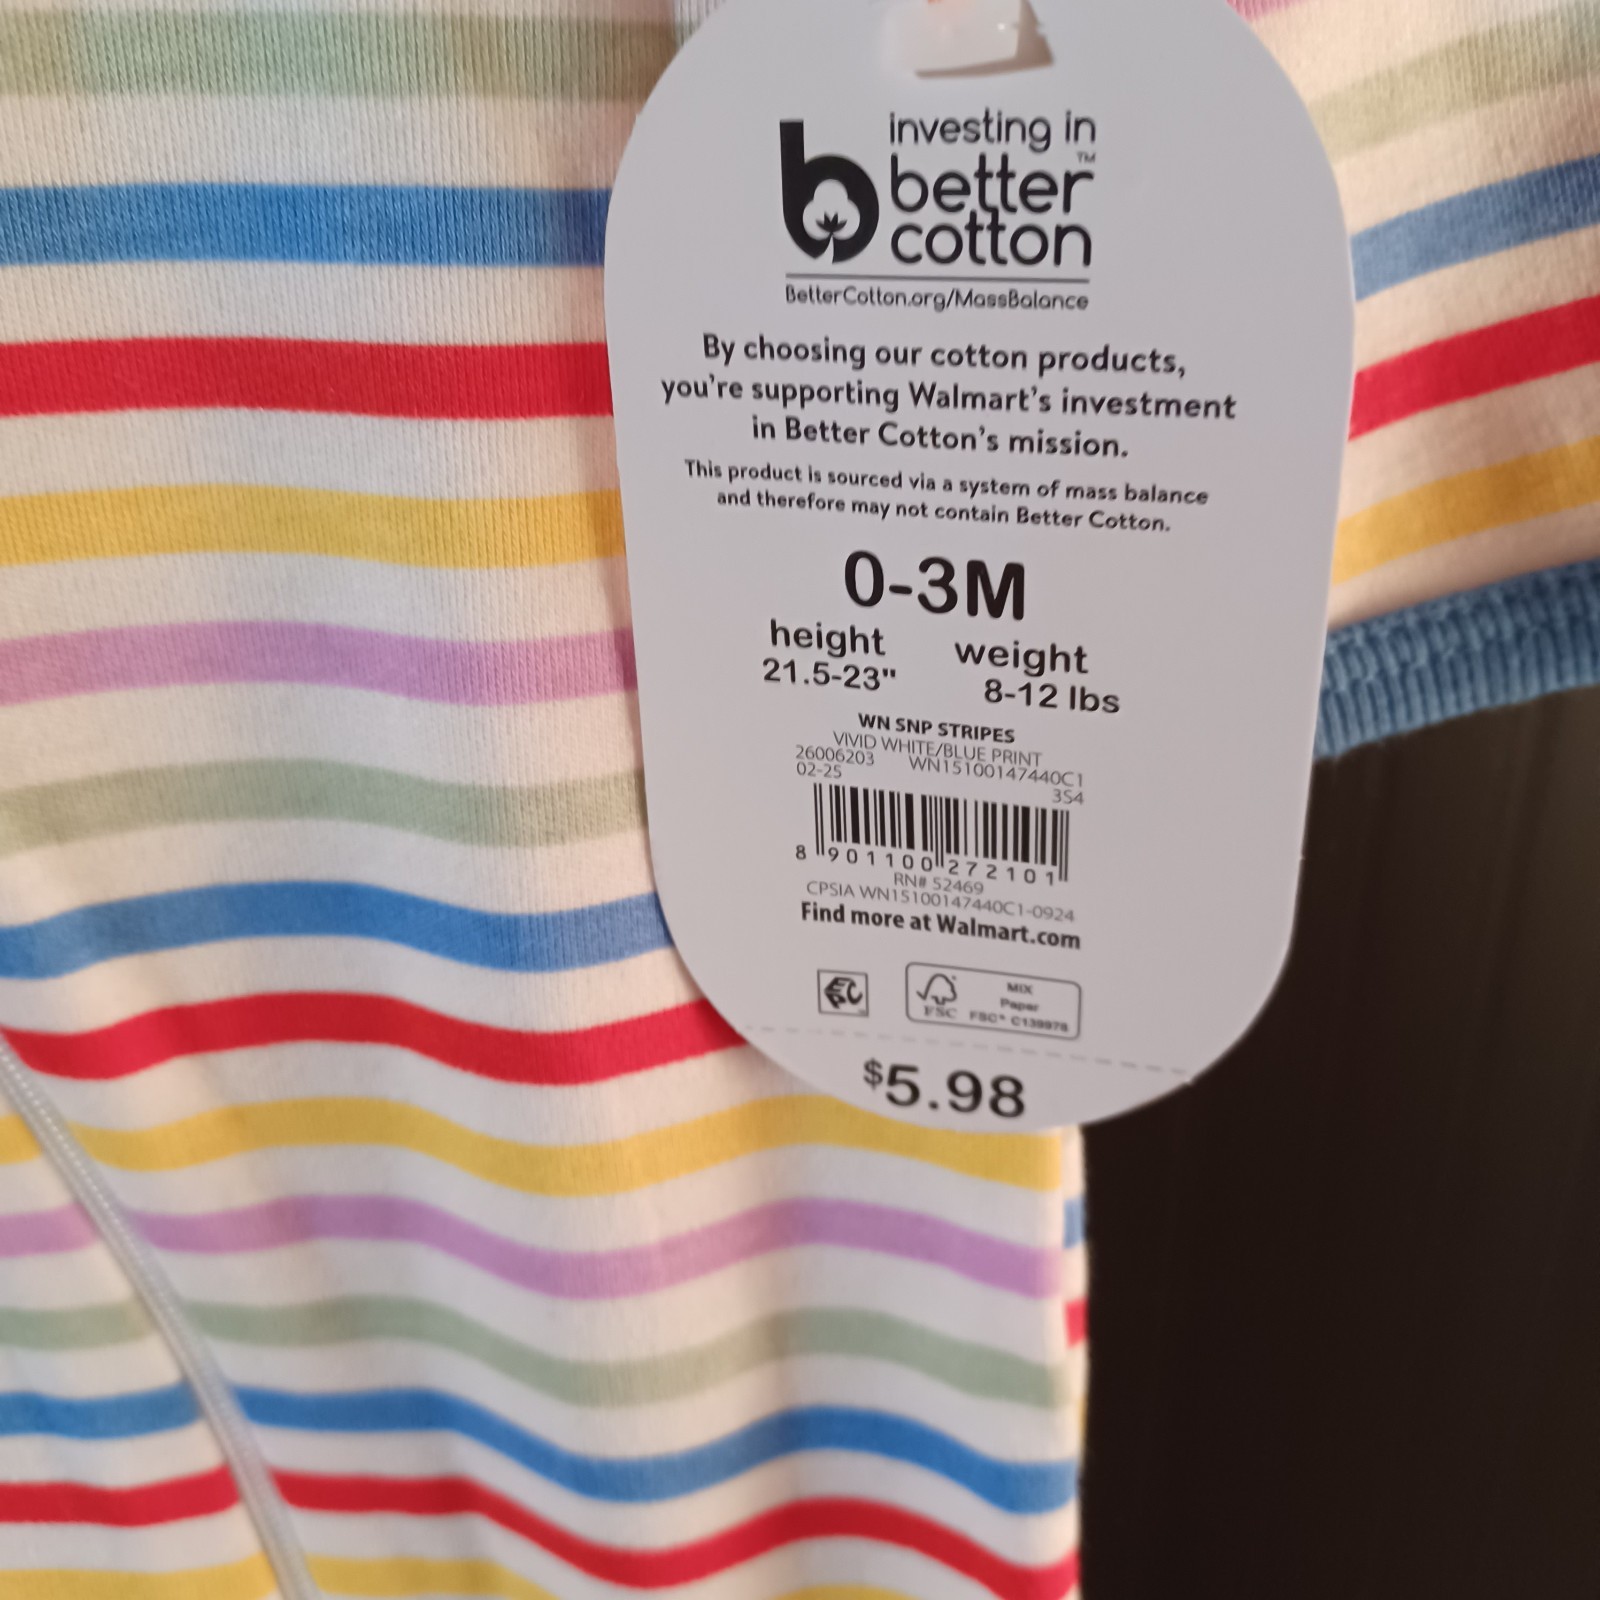 investing in
better™
cotton
BetterCotton.org/MassBalance
By choosing our cotton products,
you're supporting Walmart's investment
in Better Cotton's mission.
This product is sourced via a system of mass balance
and therefore may not contain Better Cotton.
0-3M
height weight
21.5-23" 8-12 lbs
WN SNP STRIPES
VIVID WHITE/BLUE PRINT
26006203 WN15100147440C1
02-25 3S4
8 901100 272101
RN# 52469
CPSIA WN15100147440C1-0924
Find more at Walmart.com
FSC
MIX
Paper
FSC® C139978
$5.98